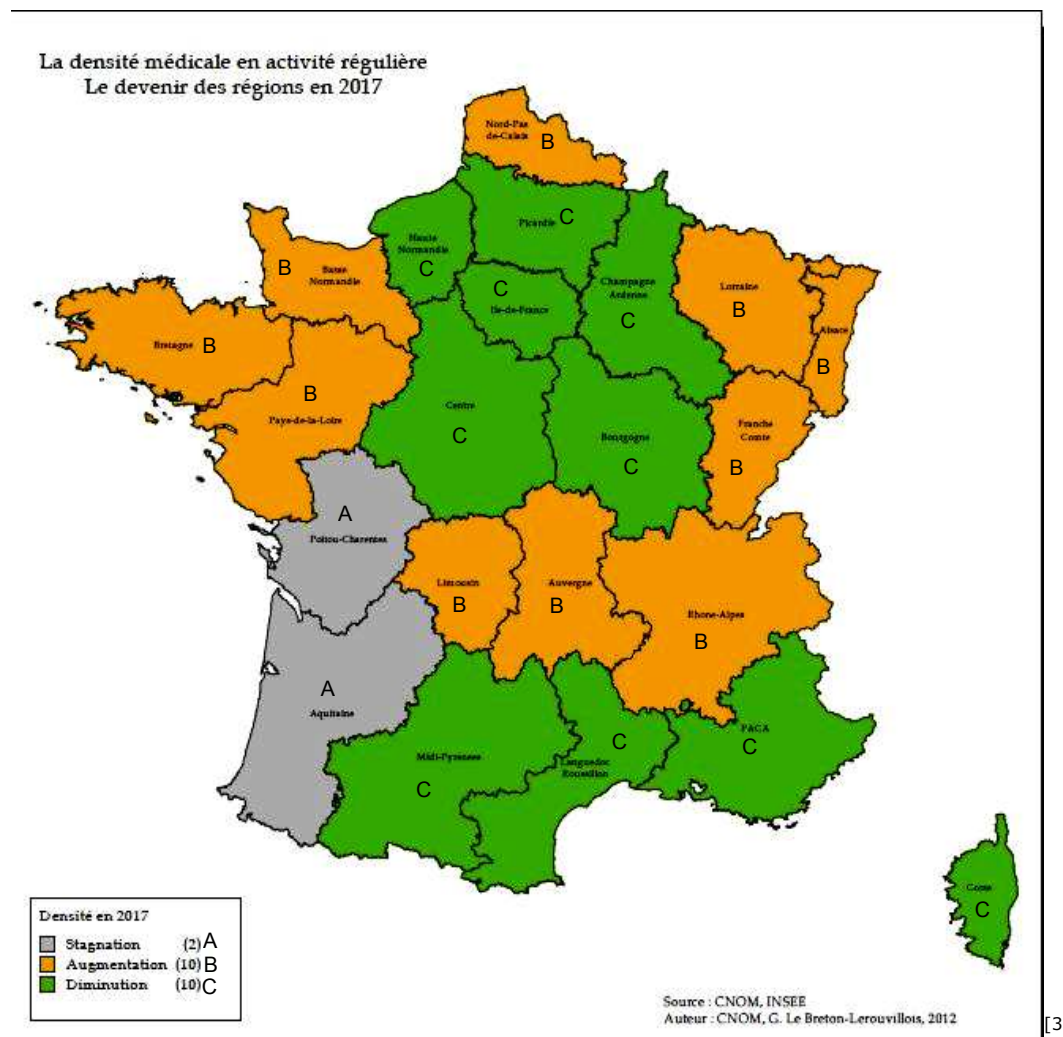 La densité médicale en activité régulière
Le devenir des régions en 2017
Nord-Pas
de-Calais
B
Picardie
C
Haute
Normandie
C
Basse
Normandie
B
C
Ile-de-France
Champagne
Ardenne
C
Lorraine
B
Alsace
B
Bretagne
B
B
Pays-de-la-Loire
Centre
C
Bourgogne
C
Franche
Comte
B
A
Poitou-Charentes
Limousin
B
Auvergne
B
Rhone-Alpes
B
A
Aquitaine
Midi-Pyrenees
C
C
Languedoc
Roussillon
PACA
C
Corse
C
Densité en 2017
Stagnation (2) A
Augmentation (10) B
Diminution (10) C
Source : CNOM, INSEE
Auteur : CNOM, G. Le Breton-Lerouvillois, 2012
[3